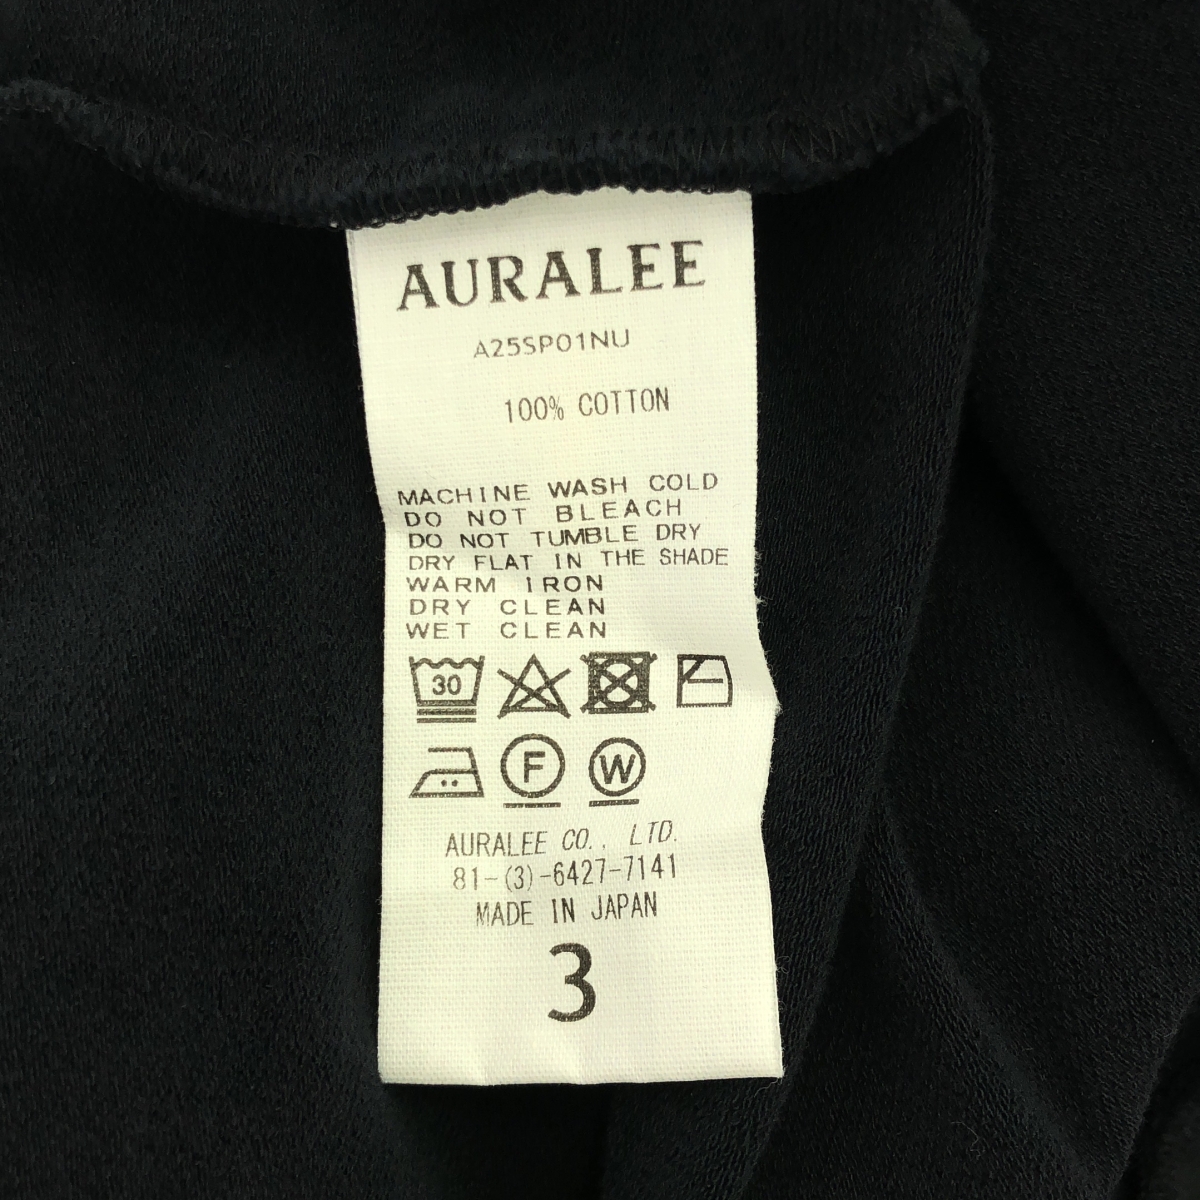 AURALEE
A25SP01NU
100% COTTON
MACHINE WASH COLD
DO NOT BLEACH
DO NOT TUMBLE DRY
DRY FLAT IN THE SHADE
WARM IRON
DRY CLEAN
WET CLEAN
30
F W
AURALEE CO., LTD.
81-(3)-6427-7141
MADE IN JAPAN
3